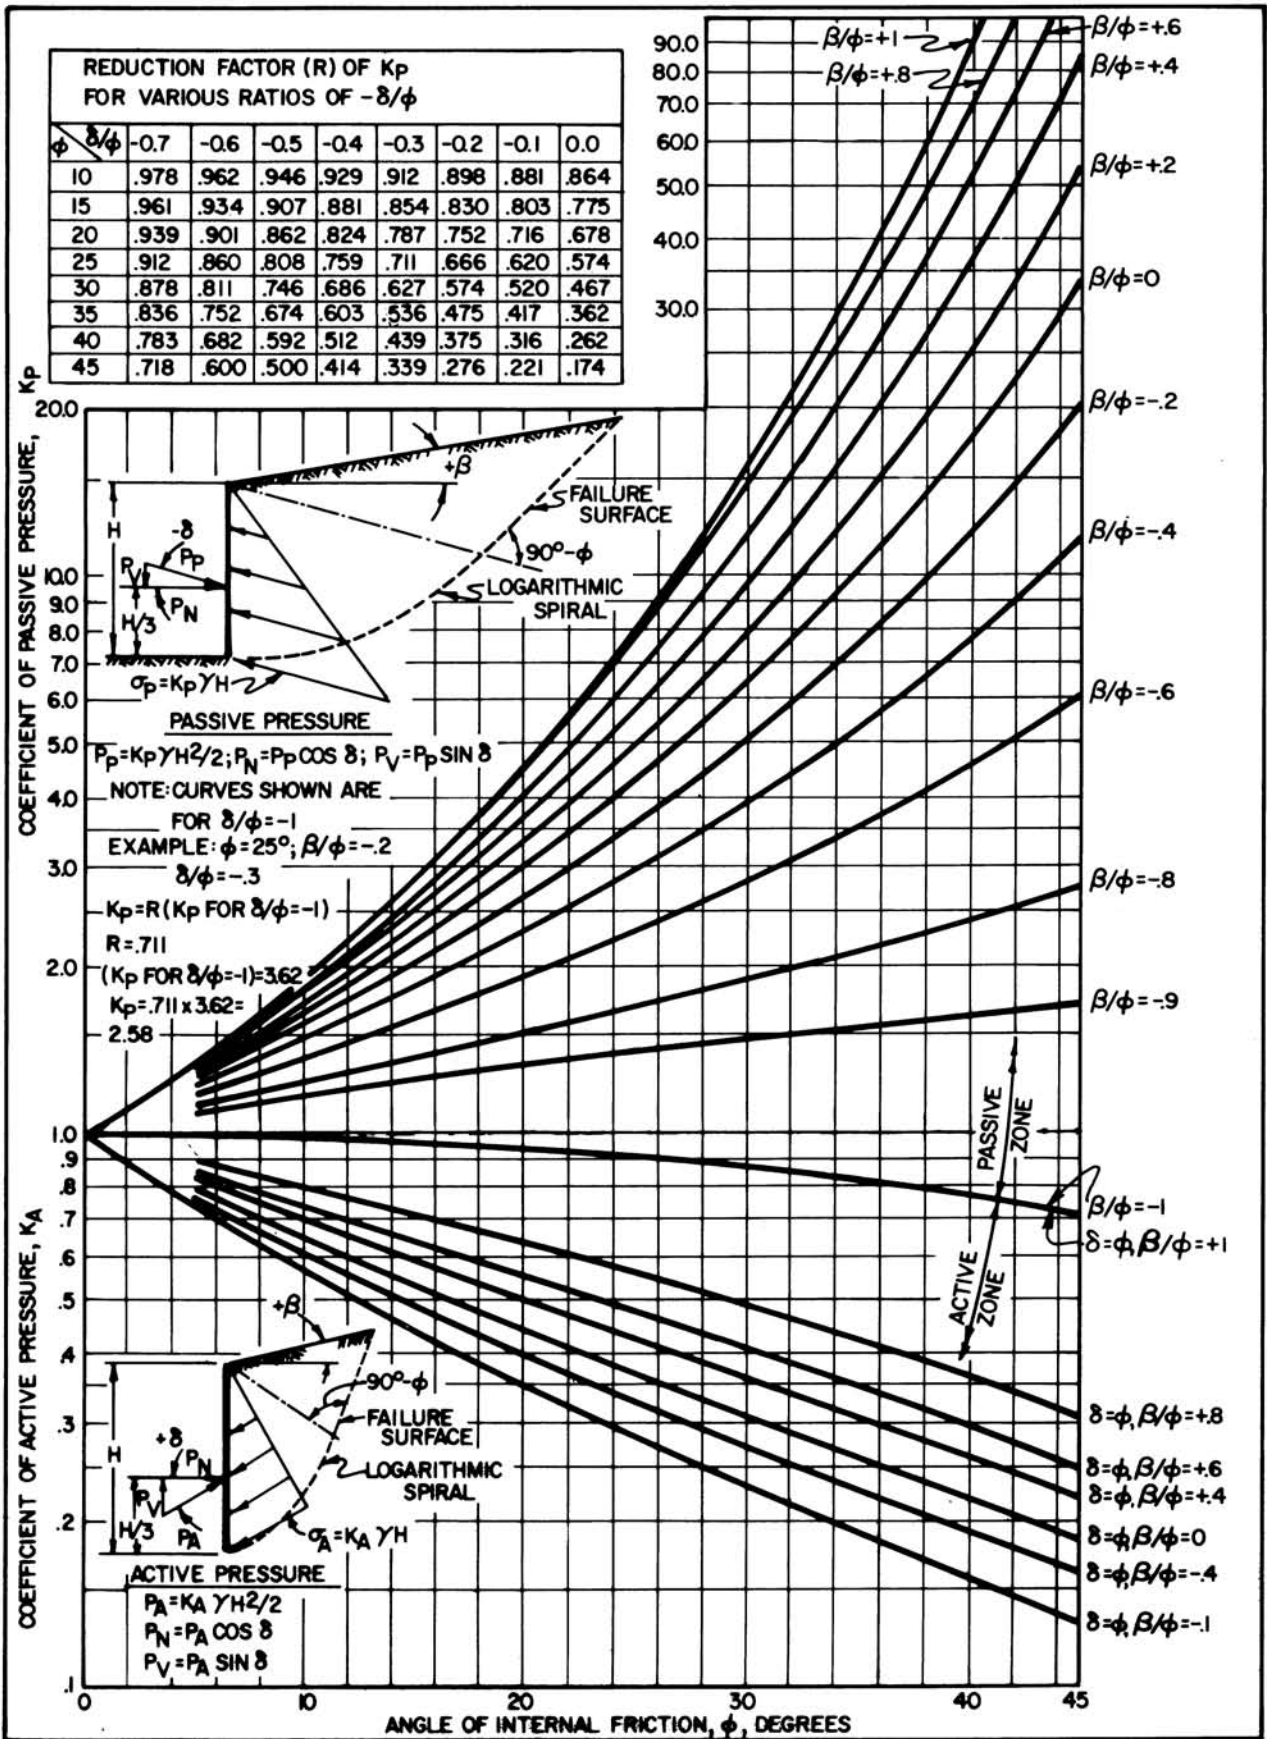 REDUCTION FACTOR (R) OF Kp
FOR VARIOUS RATIOS OF -δ/φ
φ δ/φ -0.7 -0.6 -0.5 -0.4 -0.3 -0.2 -0.1 0.0
10 .978 .962 .946 .929 .912 .898 .881 .864
15 .961 .934 .907 .881 .854 .830 .803 .775
20 .939 .901 .862 .824 .787 .752 .716 .678
25 .912 .860 .808 .759 .711 .666 .620 .574
30 .878 .811 .746 .686 .627 .574 .520 .467
35 .836 .752 .674 .603 .536 .475 .417 .362
40 .783 .682 .592 .512 .439 .375 .316 .262
45 .718 .600 .500 .414 .339 .276 .221 .174
90.0
80.0
70.0
60.0
50.0
40.0
30.0
β/φ=+1
β/φ=+.8
β/φ=+.6
β/φ=+.4
β/φ=+.2
β/φ=0
β/φ=-.2
β/φ=-.4
β/φ=-.6
β/φ=-.8
β/φ=-.9
COEFFICIENT OF PASSIVE PRESSURE, Kp
20.0
10.0
9.0
8.0
7.0
6.0
5.0
4.0
3.0
2.0
1.0
+β
H
-δ
Pp
Pv
PN
H/3
FAILURE
SURFACE
90°-φ
LOGARITHMIC
SPIRAL
σp=KpγH
PASSIVE PRESSURE
Pp=KpγH2/2; PN=Pp COS δ; Pv=Pp SIN δ
NOTE: CURVES SHOWN ARE
FOR δ/φ=-1
EXAMPLE: φ=25°; β/φ=-.2
δ/φ=-.3
Kp=R (Kp FOR δ/φ=-1)
R=.711
(Kp FOR δ/φ=-1)=3.62
Kp=.711 x 3.62=
2.58
PASSIVE
ZONE
ACTIVE
ZONE
β/φ=-1
δ=φ, β/φ=+1
COEFFICIENT OF ACTIVE PRESSURE, KA
.9
.8
.7
.6
.5
.4
.3
.2
.1
+β
90°-φ
FAILURE
SURFACE
LOGARITHMIC
SPIRAL
H
+δ
PN
Pv
H/3
PA
σA=KA γH
ACTIVE PRESSURE
PA=KA γH2/2
PN=PA COS δ
Pv=PA SIN δ
δ=φ, β/φ=+.8
δ=φ, β/φ=+.6
δ=φ, β/φ=+.4
δ=φ, β/φ=0
δ=φ, β/φ=-.4
δ=φ, β/φ=-.1
0 10 20 30 40 45
ANGLE OF INTERNAL FRICTION, φ, DEGREES